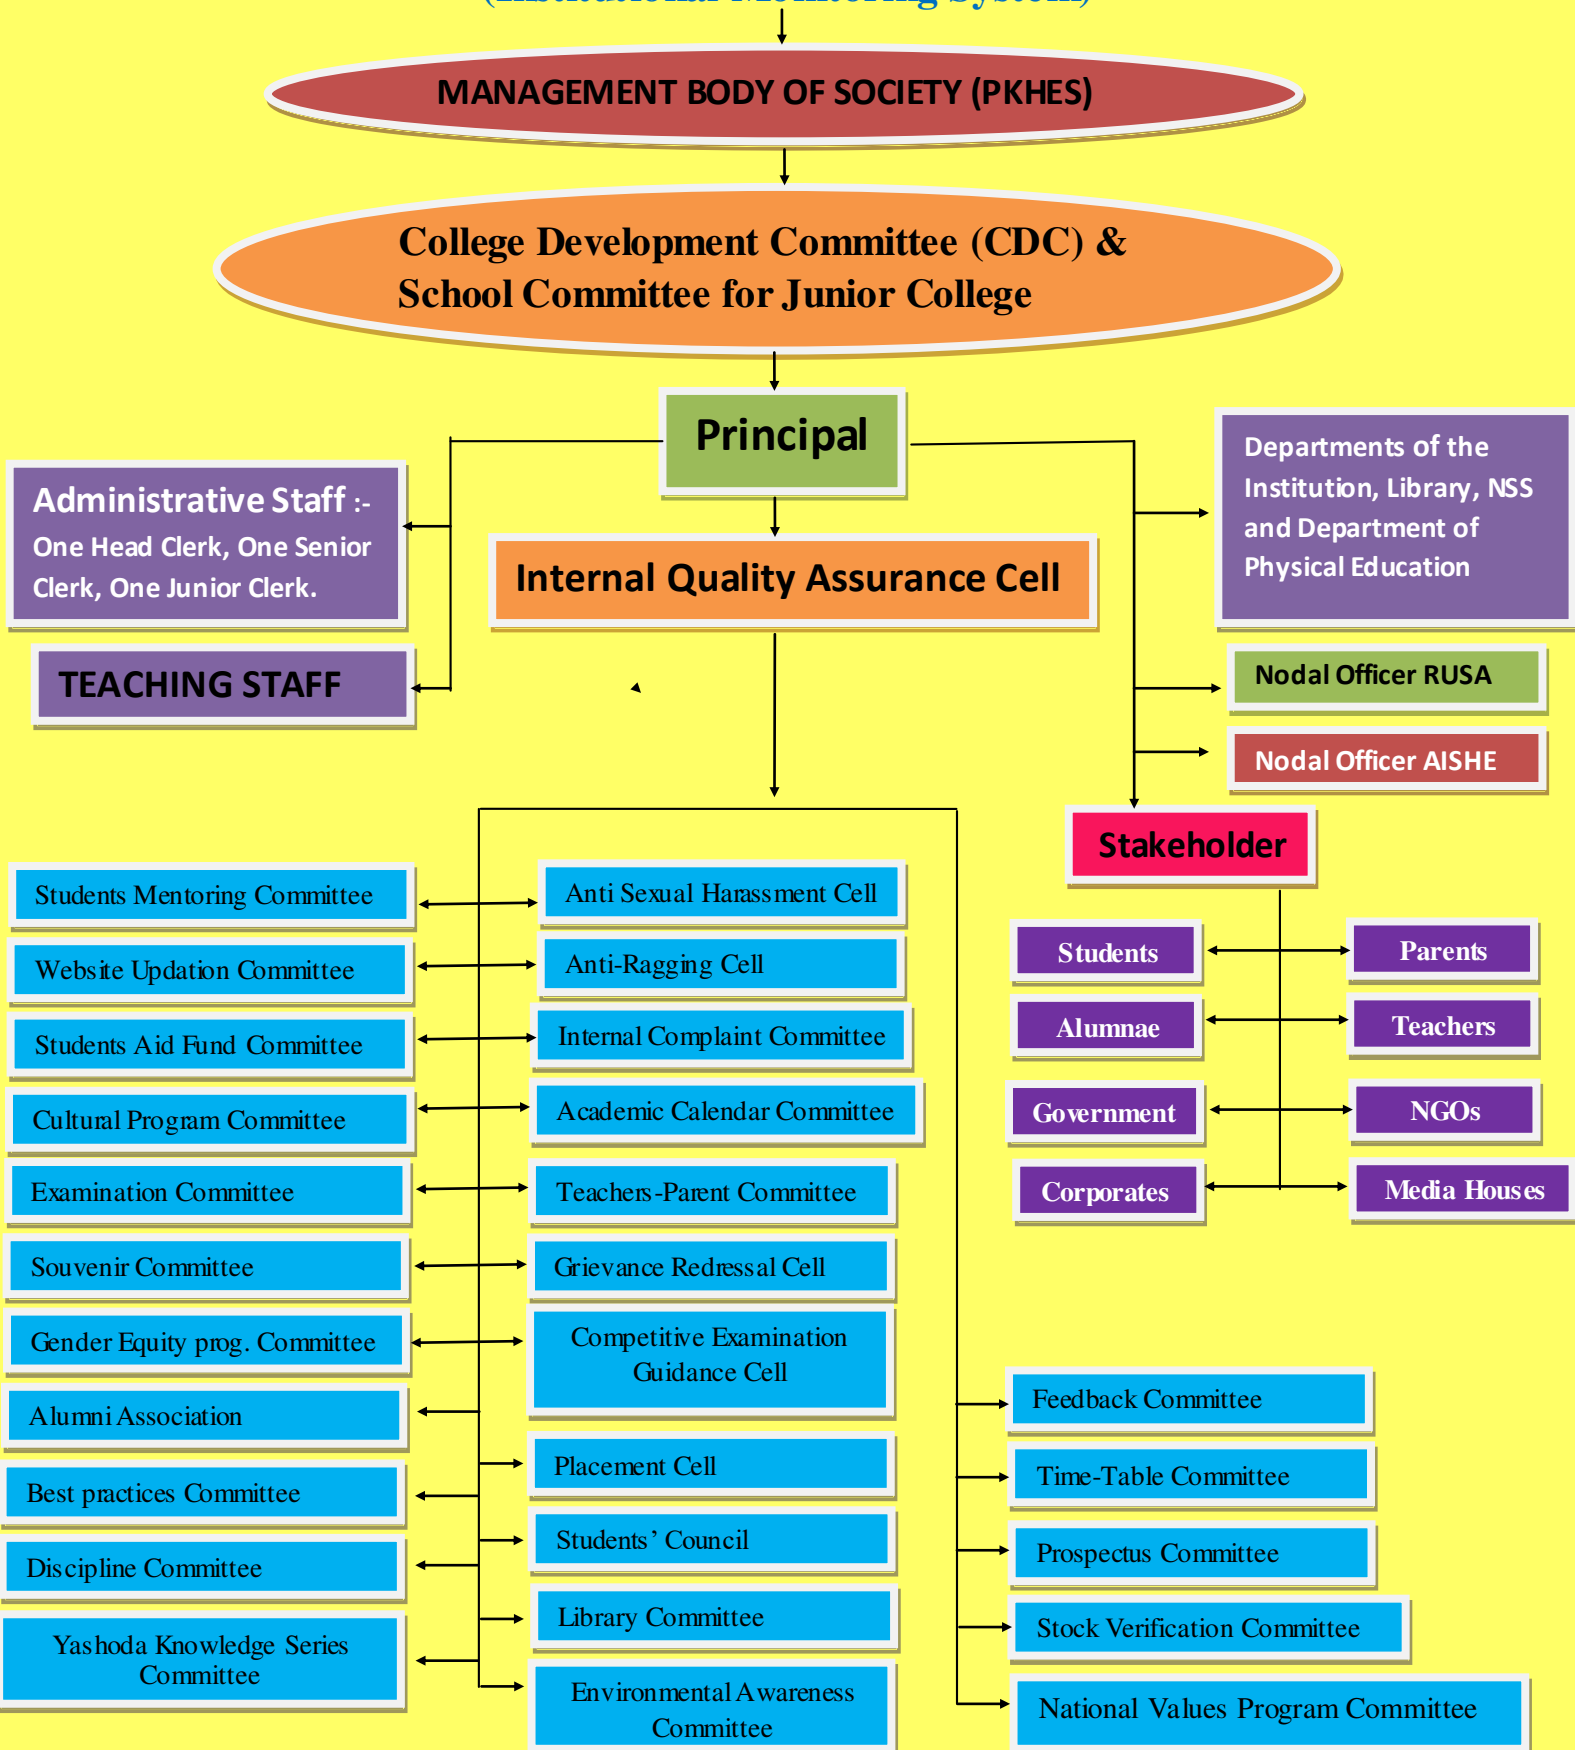 (Institutional Monitoring System)
MANAGEMENT BODY OF SOCIETY (PKHES)
College Development Committee (CDC) &
School Committee for Junior College
Principal
Administrative Staff :-
One Head Clerk, One Senior
Clerk, One Junior Clerk.
TEACHING STAFF
Internal Quality Assurance Cell
Departments of the
Institution, Library, NSS
and Department of
Physical Education
Nodal Officer RUSA
Nodal Officer AISHE
Stakeholder
Students
Parents
Alumnae
Teachers
Government
NGOs
Corporates
Media Houses
Students Mentoring Committee
Website Updation Committee
Students Aid Fund Committee
Cultural Program Committee
Examination Committee
Souvenir Committee
Gender Equity prog. Committee
Alumni Association
Best practices Committee
Discipline Committee
Yashoda Knowledge Series
Committee
Anti Sexual Harassment Cell
Anti-Ragging Cell
Internal Complaint Committee
Academic Calendar Committee
Teachers-Parent Committee
Grievance Redressal Cell
Competitive Examination
Guidance Cell
Placement Cell
Students’ Council
Library Committee
Environmental Awareness
Committee
Feedback Committee
Time-Table Committee
Prospectus Committee
Stock Verification Committee
National Values Program Committee